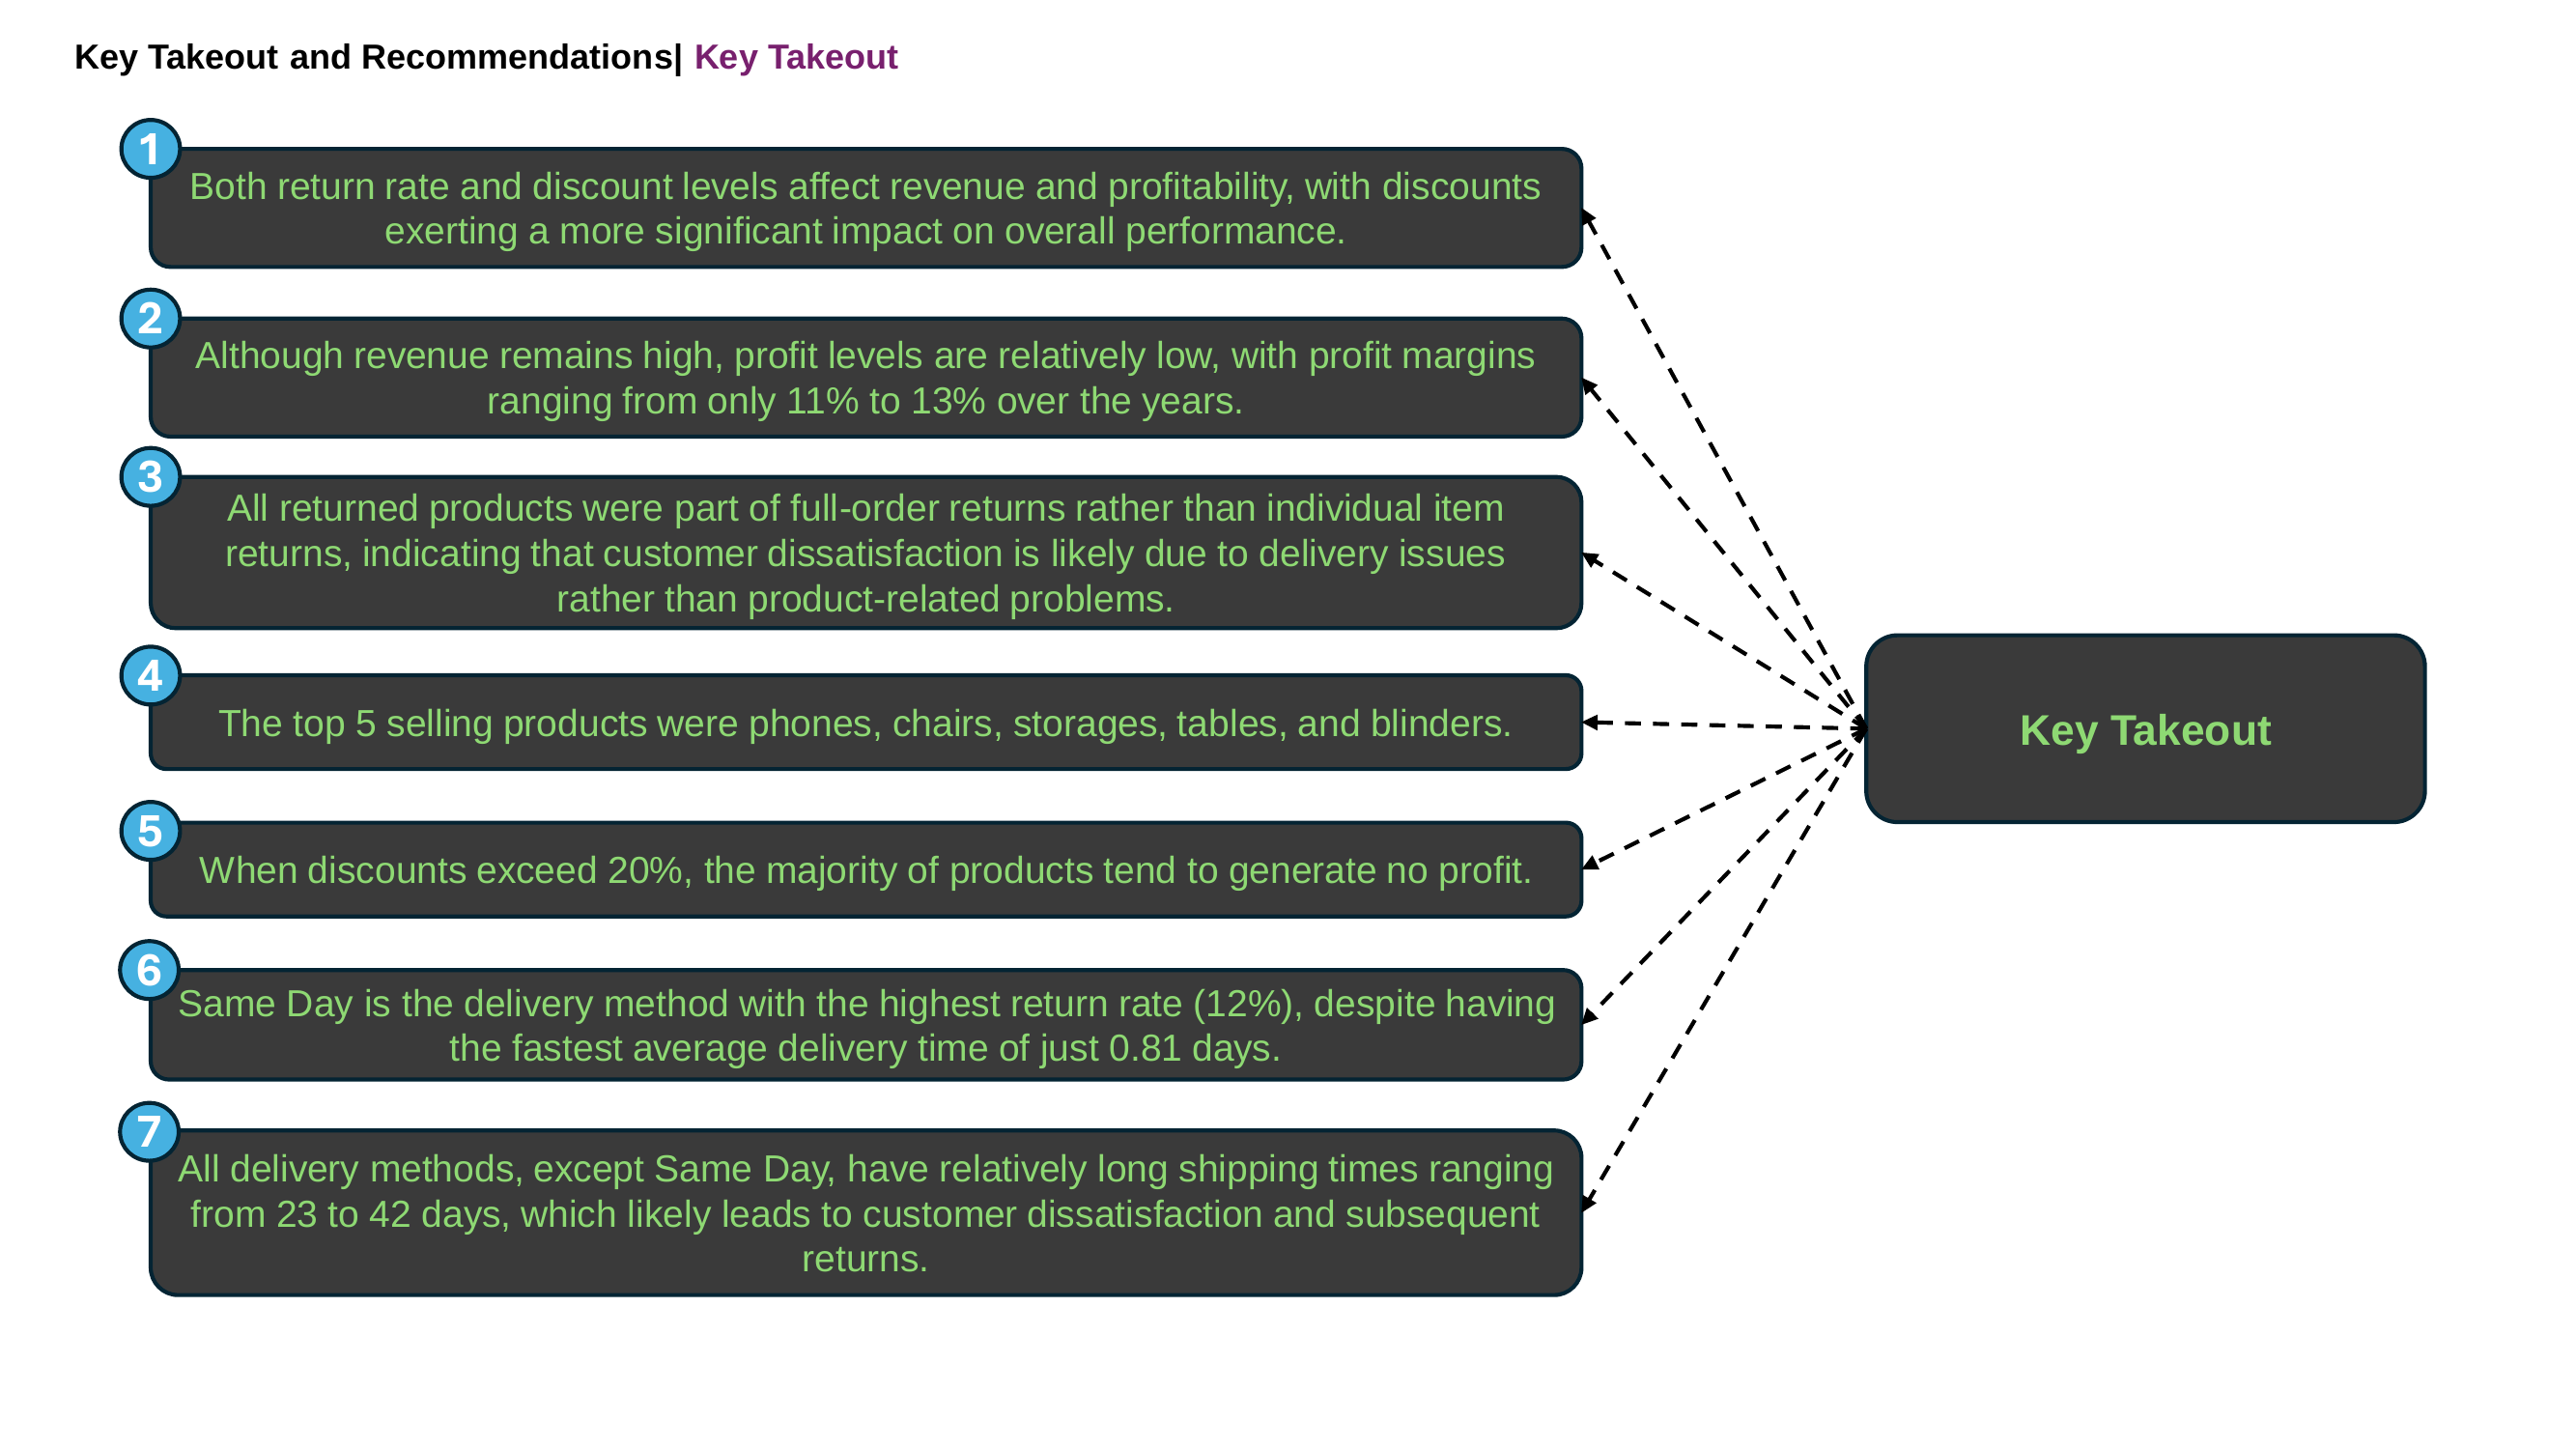 Key Takeout and Recommendations| Key Takeout
1
Both return rate and discount levels affect revenue and profitability, with discounts
exerting a more significant impact on overall performance.
2
Although revenue remains high, profit levels are relatively low, with profit margins
ranging from only 11% to 13% over the years.
3
All returned products were part of full-order returns rather than individual item
returns, indicating that customer dissatisfaction is likely due to delivery issues
rather than product-related problems.
4
The top 5 selling products were phones, chairs, storages, tables, and blinders.
5
When discounts exceed 20%, the majority of products tend to generate no profit.
6
Same Day is the delivery method with the highest return rate (12%), despite having
the fastest average delivery time of just 0.81 days.
7
All delivery methods, except Same Day, have relatively long shipping times ranging
from 23 to 42 days, which likely leads to customer dissatisfaction and subsequent
returns.
Key Takeout